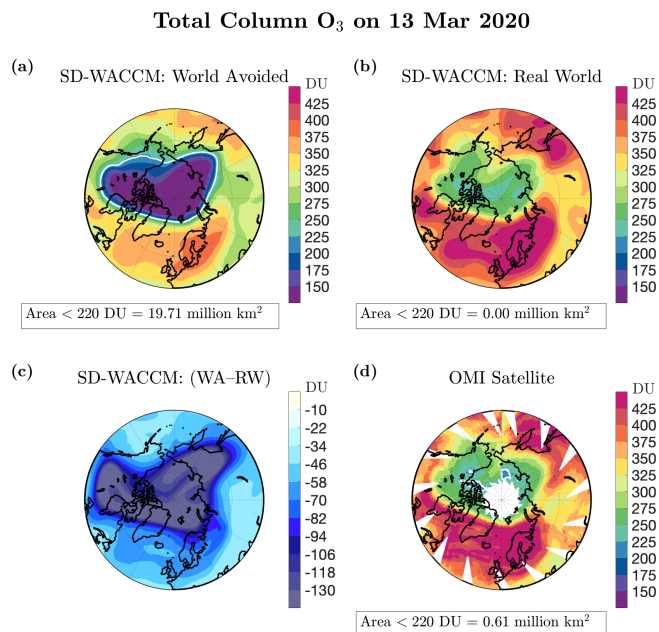 Total Column O₃ on 13 Mar 2020
(a)
SD-WACCM: World Avoided
DU
425
400
375
350
325
300
275
250
225
200
175
150
Area < 220 DU = 19.71 million km²
(b)
SD-WACCM: Real World
DU
425
400
375
350
325
300
275
250
225
200
175
150
Area < 220 DU = 0.00 million km²
(c)
SD-WACCM: (WA–RW)
DU
-10
-22
-34
-46
-58
-70
-82
-94
-106
-118
-130
(d)
OMI Satellite
DU
425
400
375
350
325
300
275
250
225
200
175
150
Area < 220 DU = 0.61 million km²